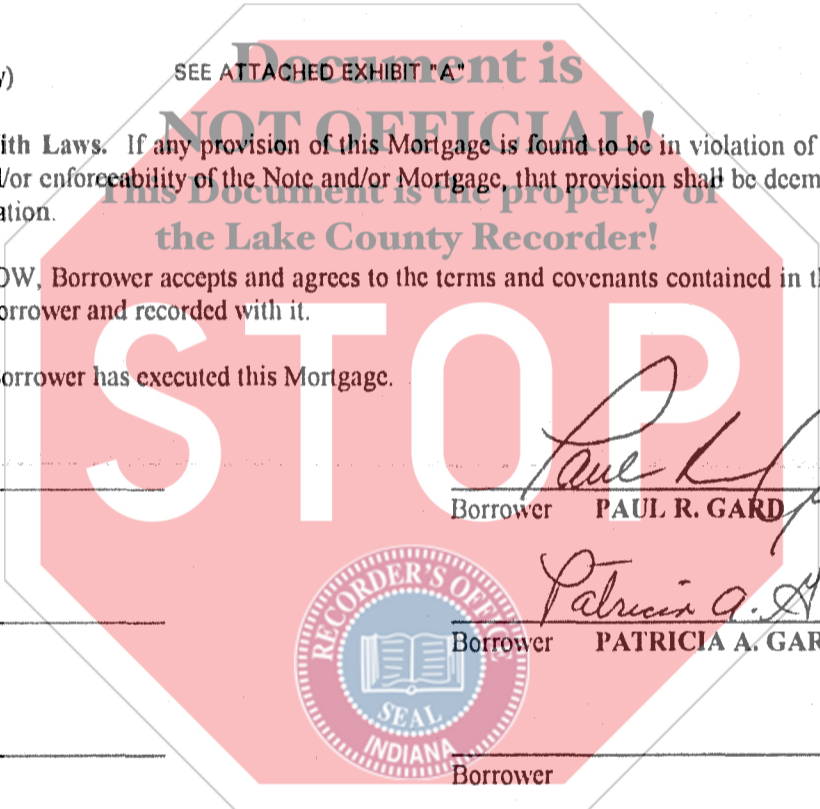 y) SEE ATTACHED EXHIBIT "A"
Document is
NOT OFFICIAL!
ith Laws. If any provision of this Mortgage is found to be in violation of
/or enforceability of the Note and/or Mortgage, that provision shall be deem
This Document is the property of
ation.
the Lake County Recorder!
OW, Borrower accepts and agrees to the terms and covenants contained in th
orrower and recorded with it.
STOP
orrower has executed this Mortgage.
Paul R.
Borrower PAUL R. GARD
Patricia A. G
Borrower PATRICIA A. GAR
RECORDER'S OFFICE
SEAL
INDIANA
Borrower